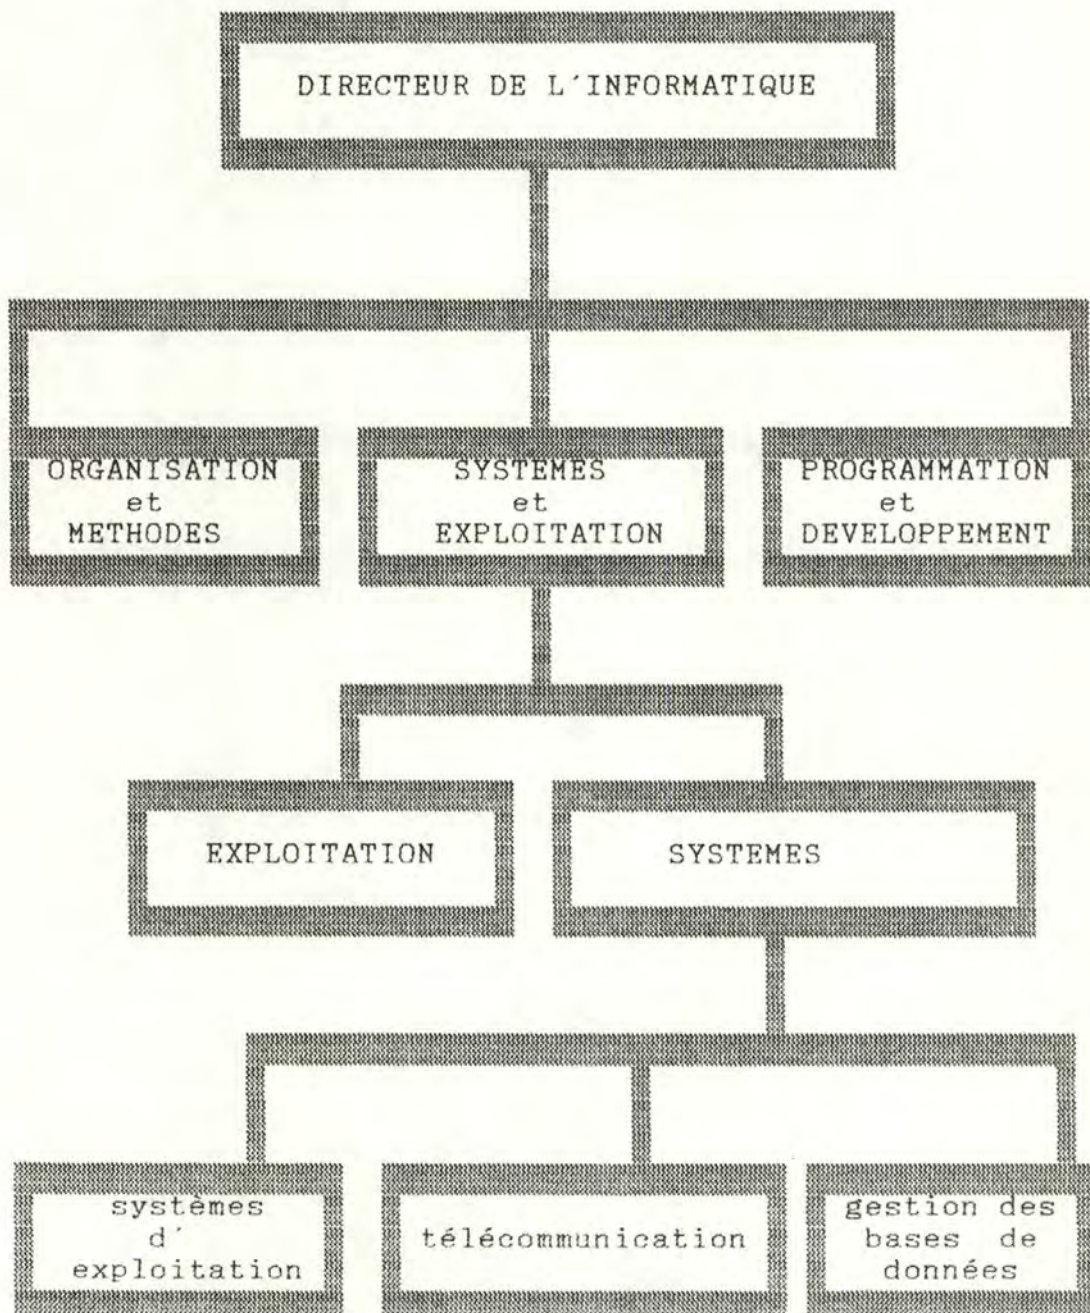 DIRECTEUR DE L´INFORMATIQUE
ORGANISATION
et
METHODES
SYSTEMES
et
EXPLOITATION
PROGRAMMATION
et
DEVELOPPEMENT
EXPLOITATION
SYSTEMES
systèmes
d´
exploitation
télécommunication
gestion des
bases de
données